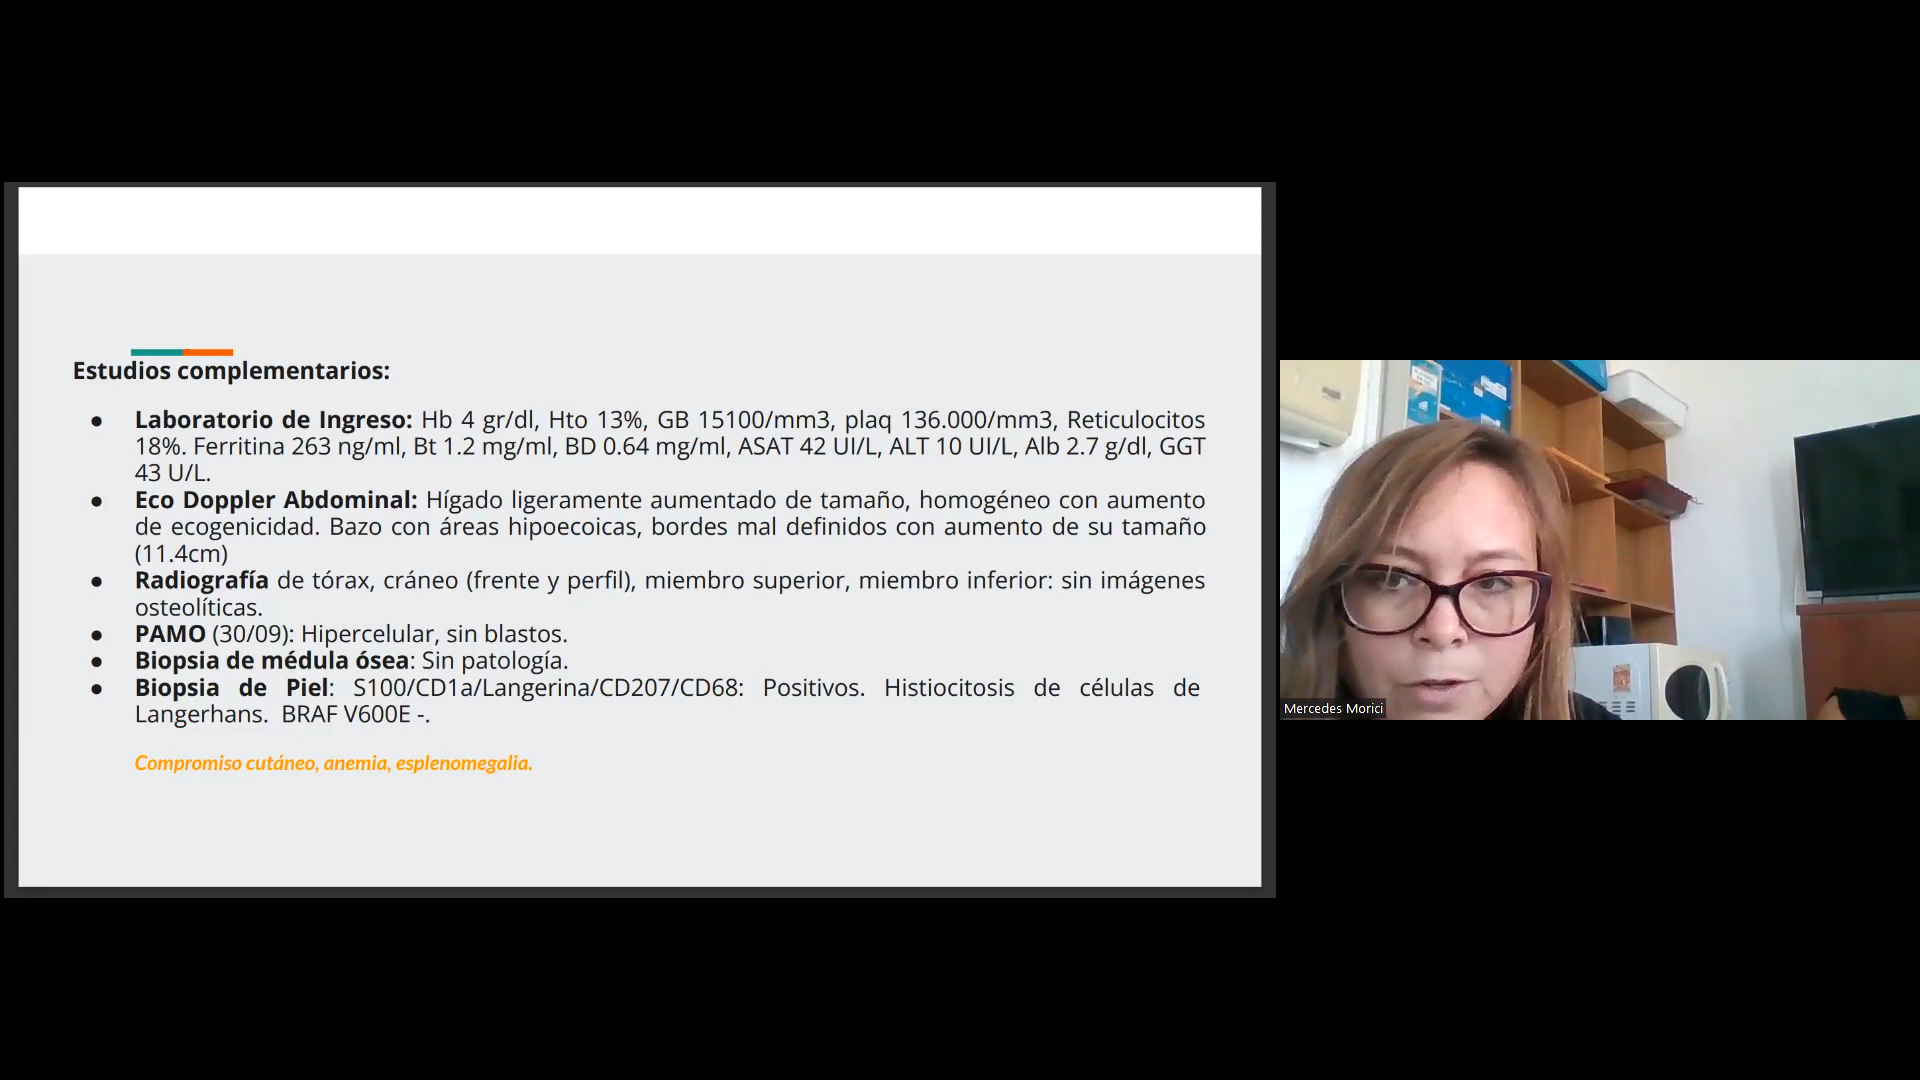 Estudios complementarios:
● Laboratorio de Ingreso: Hb 4 gr/dl, Hto 13%, GB 15100/mm3, plaq 136.000/mm3, Reticulocitos
18%. Ferritina 263 ng/ml, Bt 1.2 mg/ml, BD 0.64 mg/ml, ASAT 42 UI/L, ALT 10 UI/L, Alb 2.7 g/dl, GGT
43 U/L.
● Eco Doppler Abdominal: Hígado ligeramente aumentado de tamaño, homogéneo con aumento
de ecogenicidad. Bazo con áreas hipoecoicas, bordes mal definidos con aumento de su tamaño
(11.4cm)
● Radiografía de tórax, cráneo (frente y perfil), miembro superior, miembro inferior: sin imágenes
osteolíticas.
● PAMO (30/09): Hipercelular, sin blastos.
● Biopsia de médula ósea: Sin patología.
● Biopsia de Piel: S100/CD1a/Langerina/CD207/CD68: Positivos. Histiocitosis de células de
Langerhans. BRAF V600E -.
Compromiso cutáneo, anemia, esplenomegalia.
Mercedes Morici